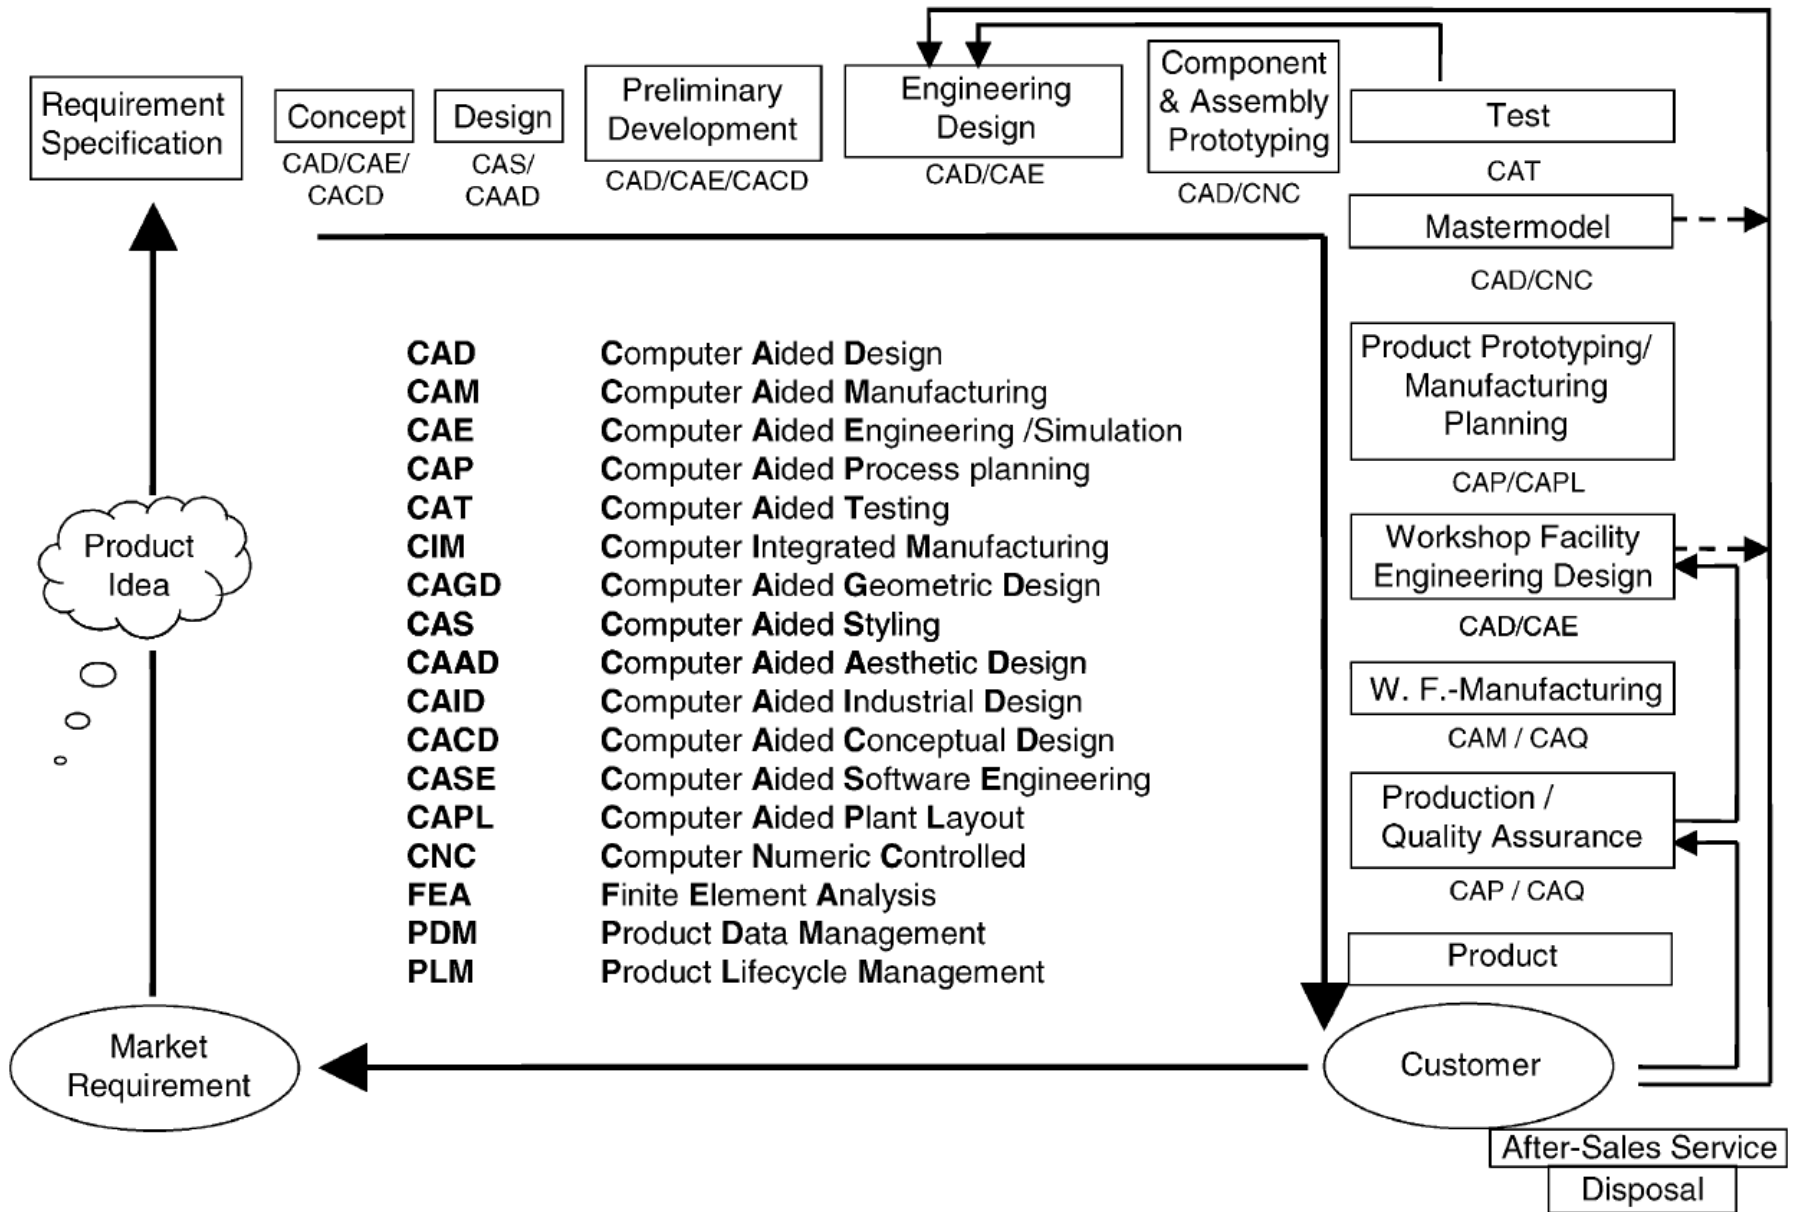 Requirement
Specification
Concept
CAD/CAE/
CACD
Design
CAS/
CAAD
Preliminary
Development
CAD/CAE/CACD
Engineering
Design
CAD/CAE
Component
& Assembly
Prototyping
CAD/CNC
Test
CAT
Mastermodel
CAD/CNC
Product Prototyping/
Manufacturing
Planning
CAP/CAPL
Workshop Facility
Engineering Design
CAD/CAE
W. F.-Manufacturing
CAM / CAQ
Production /
Quality Assurance
CAP / CAQ
Product
Customer
After-Sales Service
Disposal
Market
Requirement
Product
Idea
CAD Computer Aided Design
CAM Computer Aided Manufacturing
CAE Computer Aided Engineering /Simulation
CAP Computer Aided Process planning
CAT Computer Aided Testing
CIM Computer Integrated Manufacturing
CAGD Computer Aided Geometric Design
CAS Computer Aided Styling
CAAD Computer Aided Aesthetic Design
CAID Computer Aided Industrial Design
CACD Computer Aided Conceptual Design
CASE Computer Aided Software Engineering
CAPL Computer Aided Plant Layout
CNC Computer Numeric Controlled
FEA Finite Element Analysis
PDM Product Data Management
PLM Product Lifecycle Management